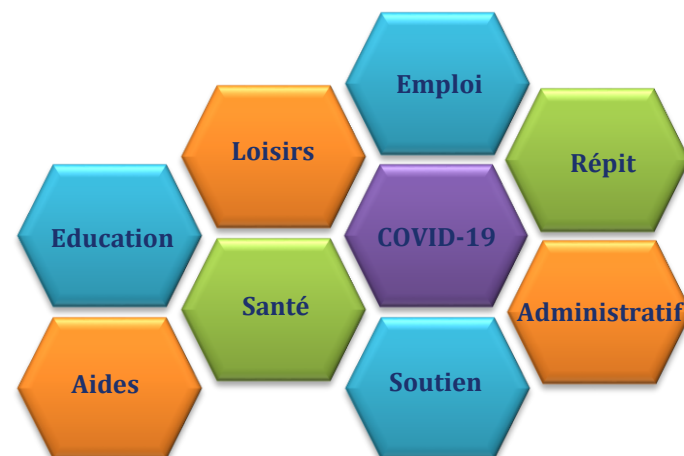 Emploi
Loisirs
Répit
Education
COVID-19
Santé
Administratif
Aides
Soutien